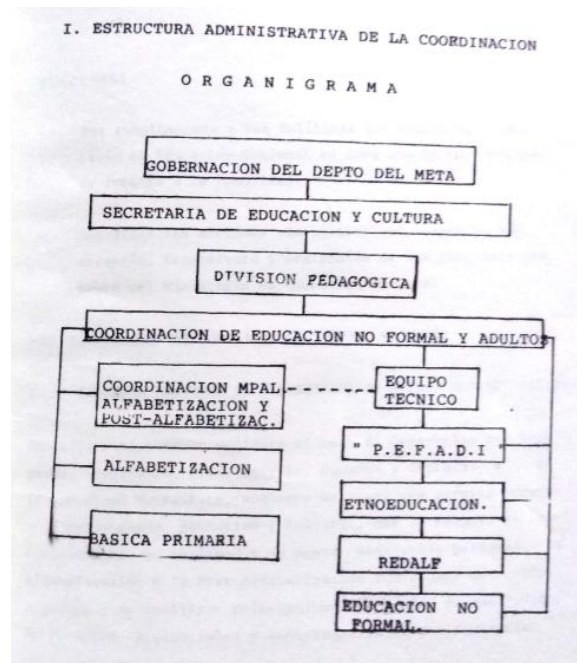 I. ESTRUCTURA ADMINISTRATIVA DE LA COORDINACION
O R G A N I G R A M A
GOBERNACION DEL DEPTO DEL META
SECRETARIA DE EDUCACION Y CULTURA
DIVISION PEDAGOGICA
COORDINACION DE EDUCACION NO FORMAL Y ADULTOS
COORDINACION MPAL
ALFABETIZACION Y
POST-ALFABETIZAC.
EQUIPO
TECNICO
" P.E.F.A.D.I
ALFABETIZACION
ETNOEDUCACION.
BASICA PRIMARIA
REDALF
EDUCACION NO
FORMAL.